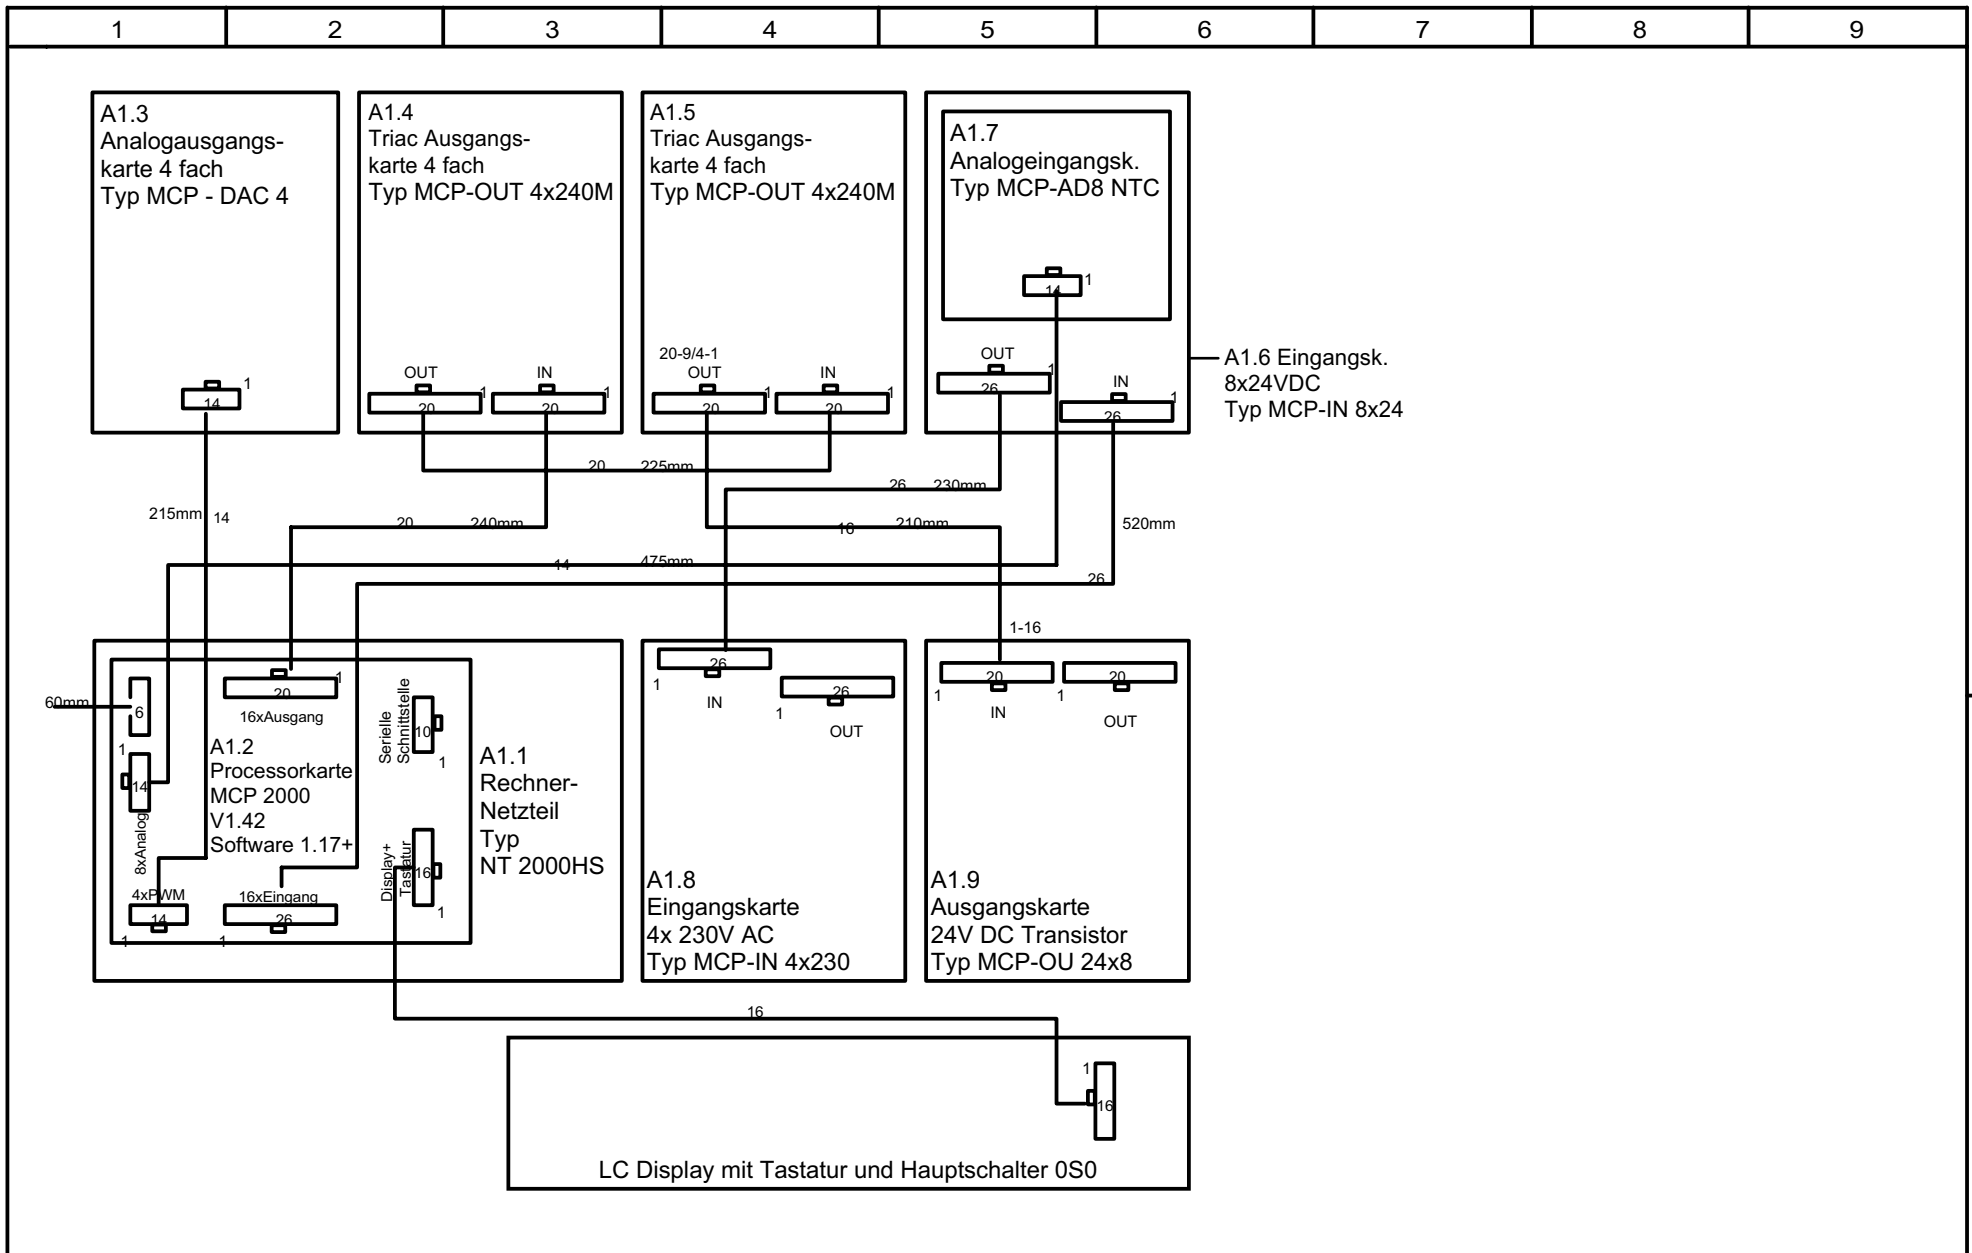 1 2 3 4 5 6 7 8 9
A1.3
Analogausgangs-
karte 4 fach
Typ MCP - DAC 4
1
14
A1.4
Triac Ausgangs-
karte 4 fach
Typ MCP-OUT 4x240M
OUT
1
20
IN
1
20
A1.5
Triac Ausgangs-
karte 4 fach
Typ MCP-OUT 4x240M
20-9/4-1
OUT
1
20
IN
1
20
A1.7
Analogeingangsk.
Typ MCP-AD8 NTC
1
14
OUT
1
26
IN
1
26
A1.6 Eingangsk.
8x24VDC
Typ MCP-IN 8x24
20 225mm
26 230mm
215mm 14
20 240mm
16 210mm
520mm
14 475mm
26
1-16
60mm
6
1
14
8xAnalog
1
20
16xAusgang
Serielle
Schnittstelle
10
1
A1.2
Processorkarte
MCP 2000
V1.42
Software 1.17+
Display+
Tastatur
16
1
4xPWM
14
1
16xEingang
26
1
A1.1
Rechner-
Netzteil
Typ
NT 2000HS
26
1
IN
26
1
OUT
A1.8
Eingangskarte
4x 230V AC
Typ MCP-IN 4x230
20
1
IN
20
1
OUT
A1.9
Ausgangskarte
24V DC Transistor
Typ MCP-OU 24x8
16
1
16
LC Display mit Tastatur und Hauptschalter 0S0